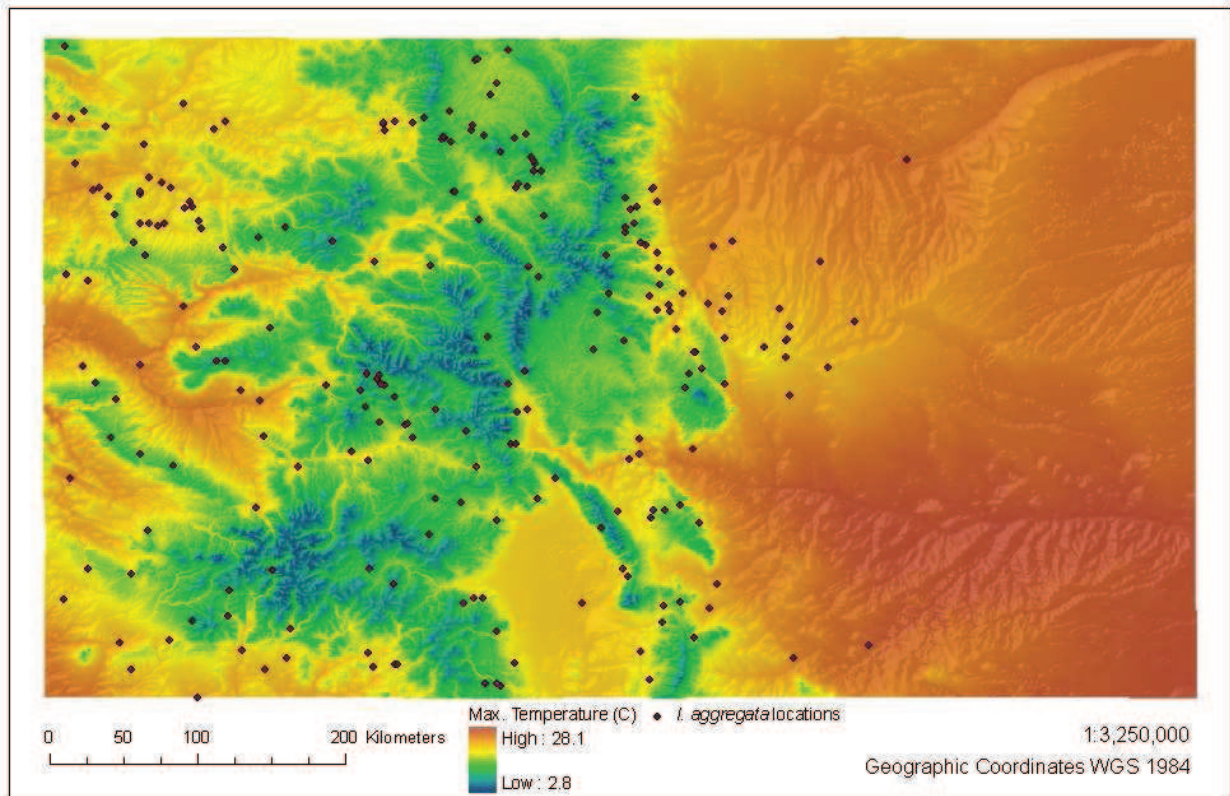 0 50 100 200 Kilometers
Max. Temperature (C)
High : 28.1
Low : 2.8
I. aggregata locations
1:3,250,000
Geographic Coordinates WGS 1984